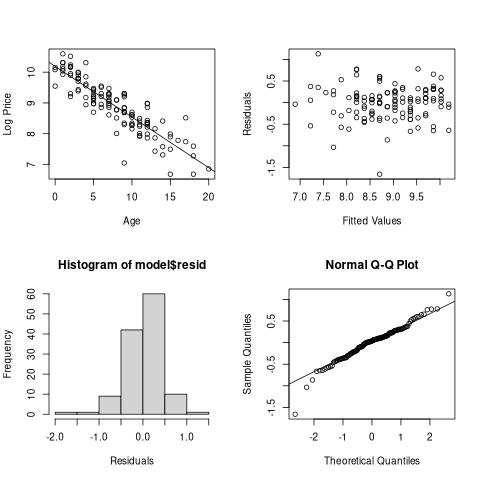 Log Price
7 8 9 10
0 5 10 15 20
Age
Residuals
-1.5 -0.5 0.5
7.0 7.5 8.0 8.5 9.0 9.5
Fitted Values
Histogram of model$resid
Frequency
0 10 20 30 40 50 60
-2.0 -1.0 0.0 1.0
Residuals
Normal Q-Q Plot
Sample Quantiles
-1.5 -0.5 0.5
-2 -1 0 1 2
Theoretical Quantiles